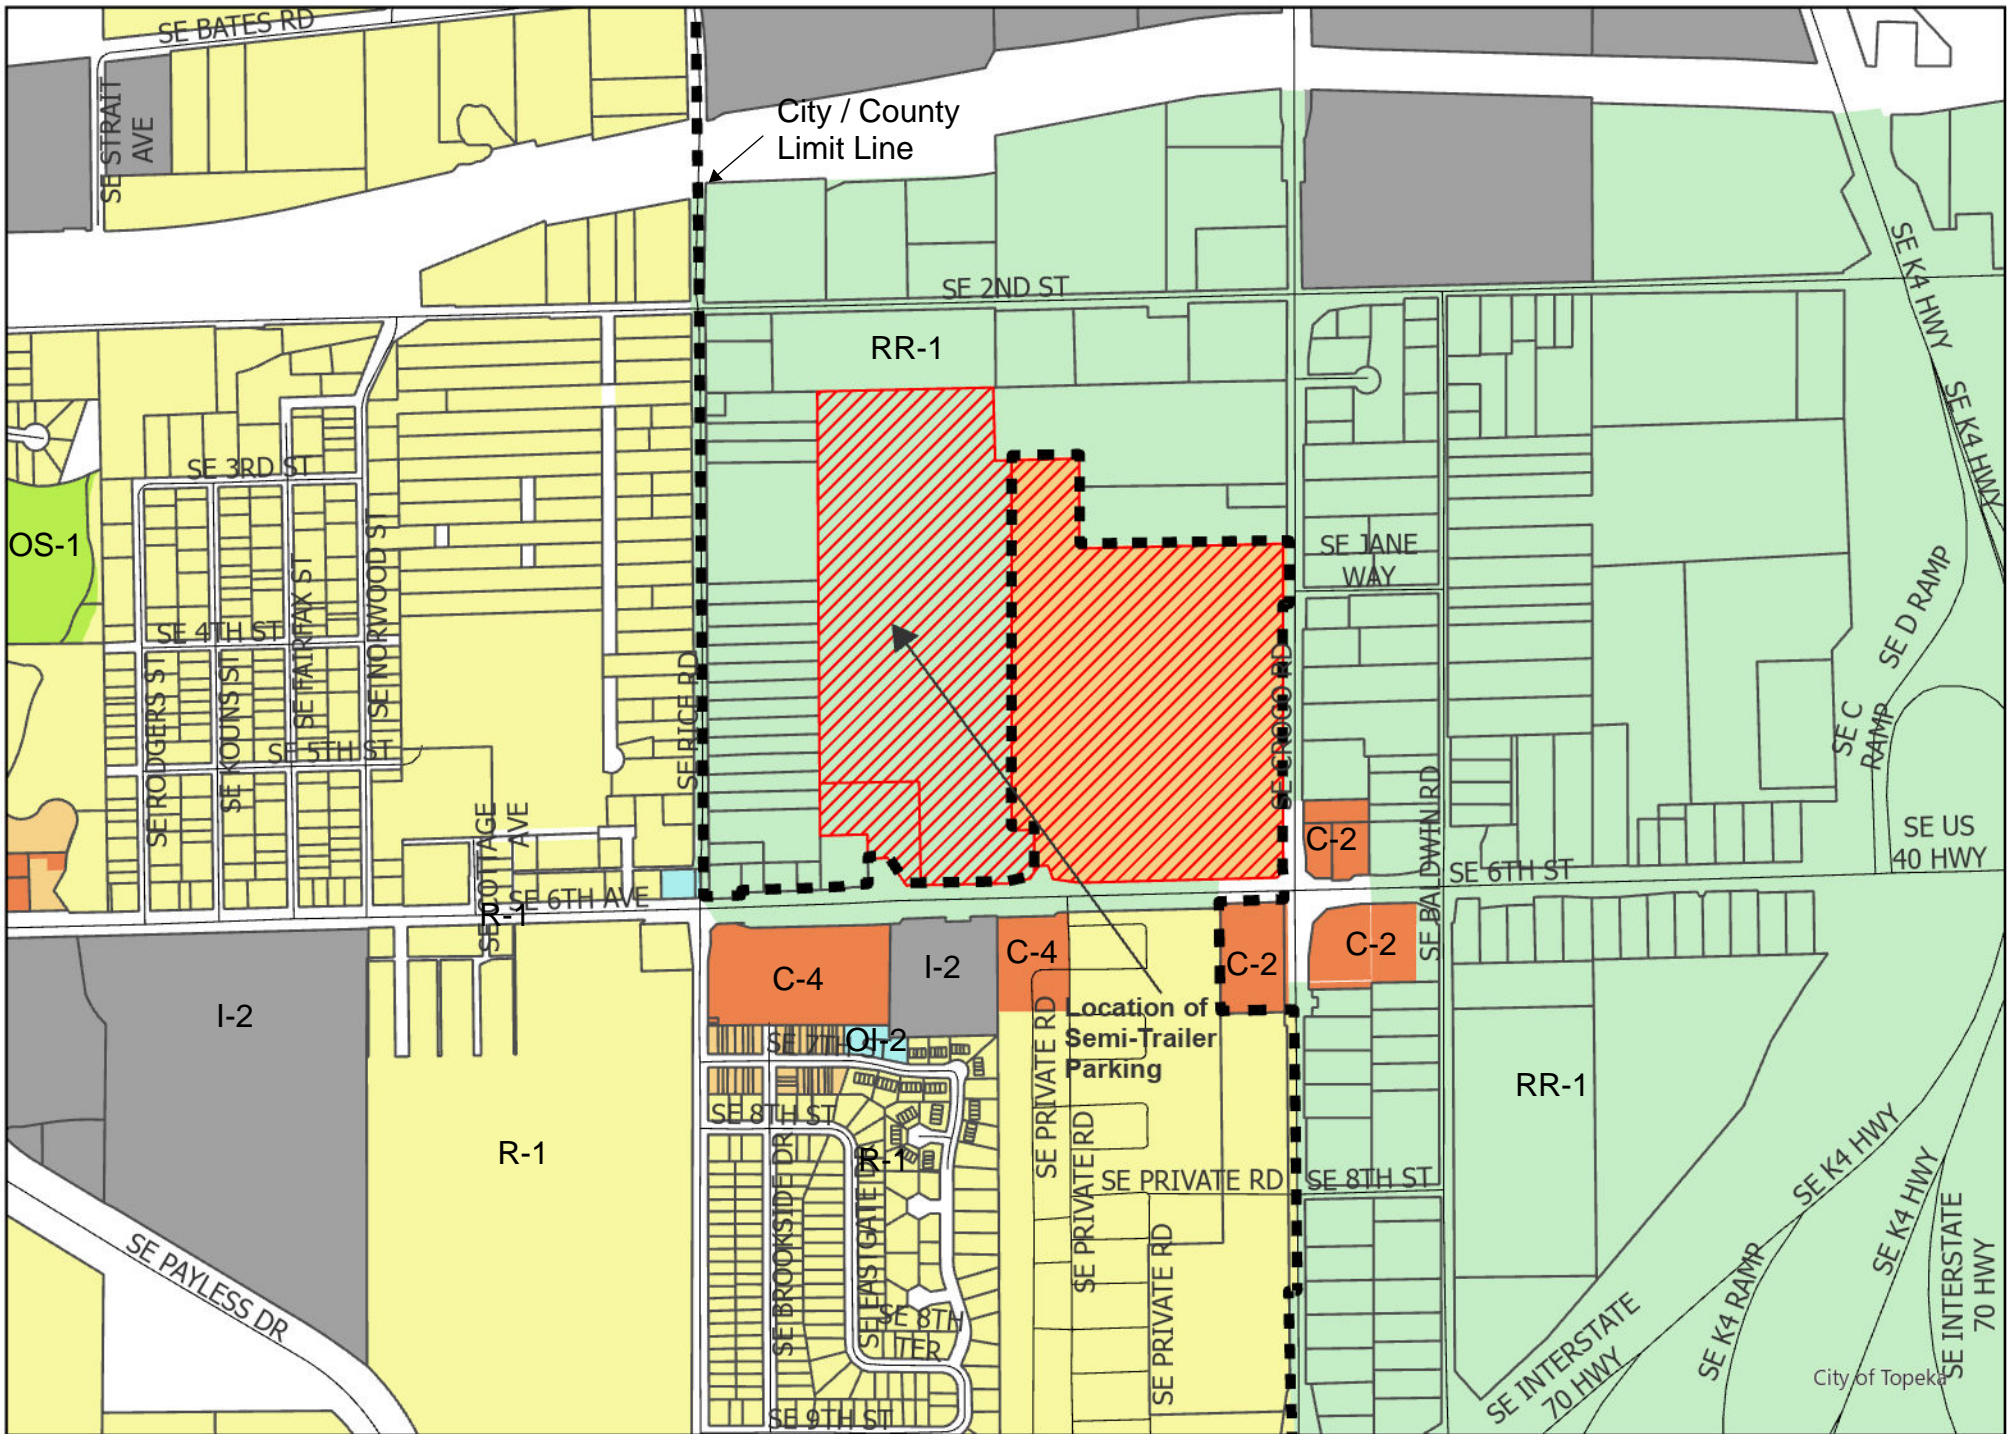 SE BATES RD
SE STRAIT
AVE
City / County
Limit Line
SE K4 HWY
SE 2ND ST
RR-1
SE K4 HWY
SE 3RD ST
OS-1
SE JANE
WAY
SE NORWOOD ST
SE FAIRFAX ST
SE D RAMP
SE 4TH ST
SE RODGERS ST
SE KOUNS ST
SE RICE RD
SE CROCO RD
SE C
RAMP
SE 5TH ST
SE BALDWIN RD
C-2
SE US
40 HWY
SE COTTAGE
AVE
SE 6TH ST
SE 6TH AVE
R-1
C-4
I-2
C-4
C-2
C-2
I-2
Location of
Semi-Trailer
Parking
SE 7TH ST
OI-2
SE PRIVATE RD
RR-1
SE 8TH ST
R-1
R-1
SE BROOKSIDE DR
SE EASTGATE DR
SE PRIVATE RD
SE PRIVATE RD
SE 8TH ST
SE K4 HWY
SE K4 HWY
SE PAYLESS DR
SE PRIVATE RD
SE 8TH
TER
SE K4 RAMP
SE INTERSTATE
70 HWY
SE INTERSTATE
70 HWY
City of Topeka
SE 9TH ST